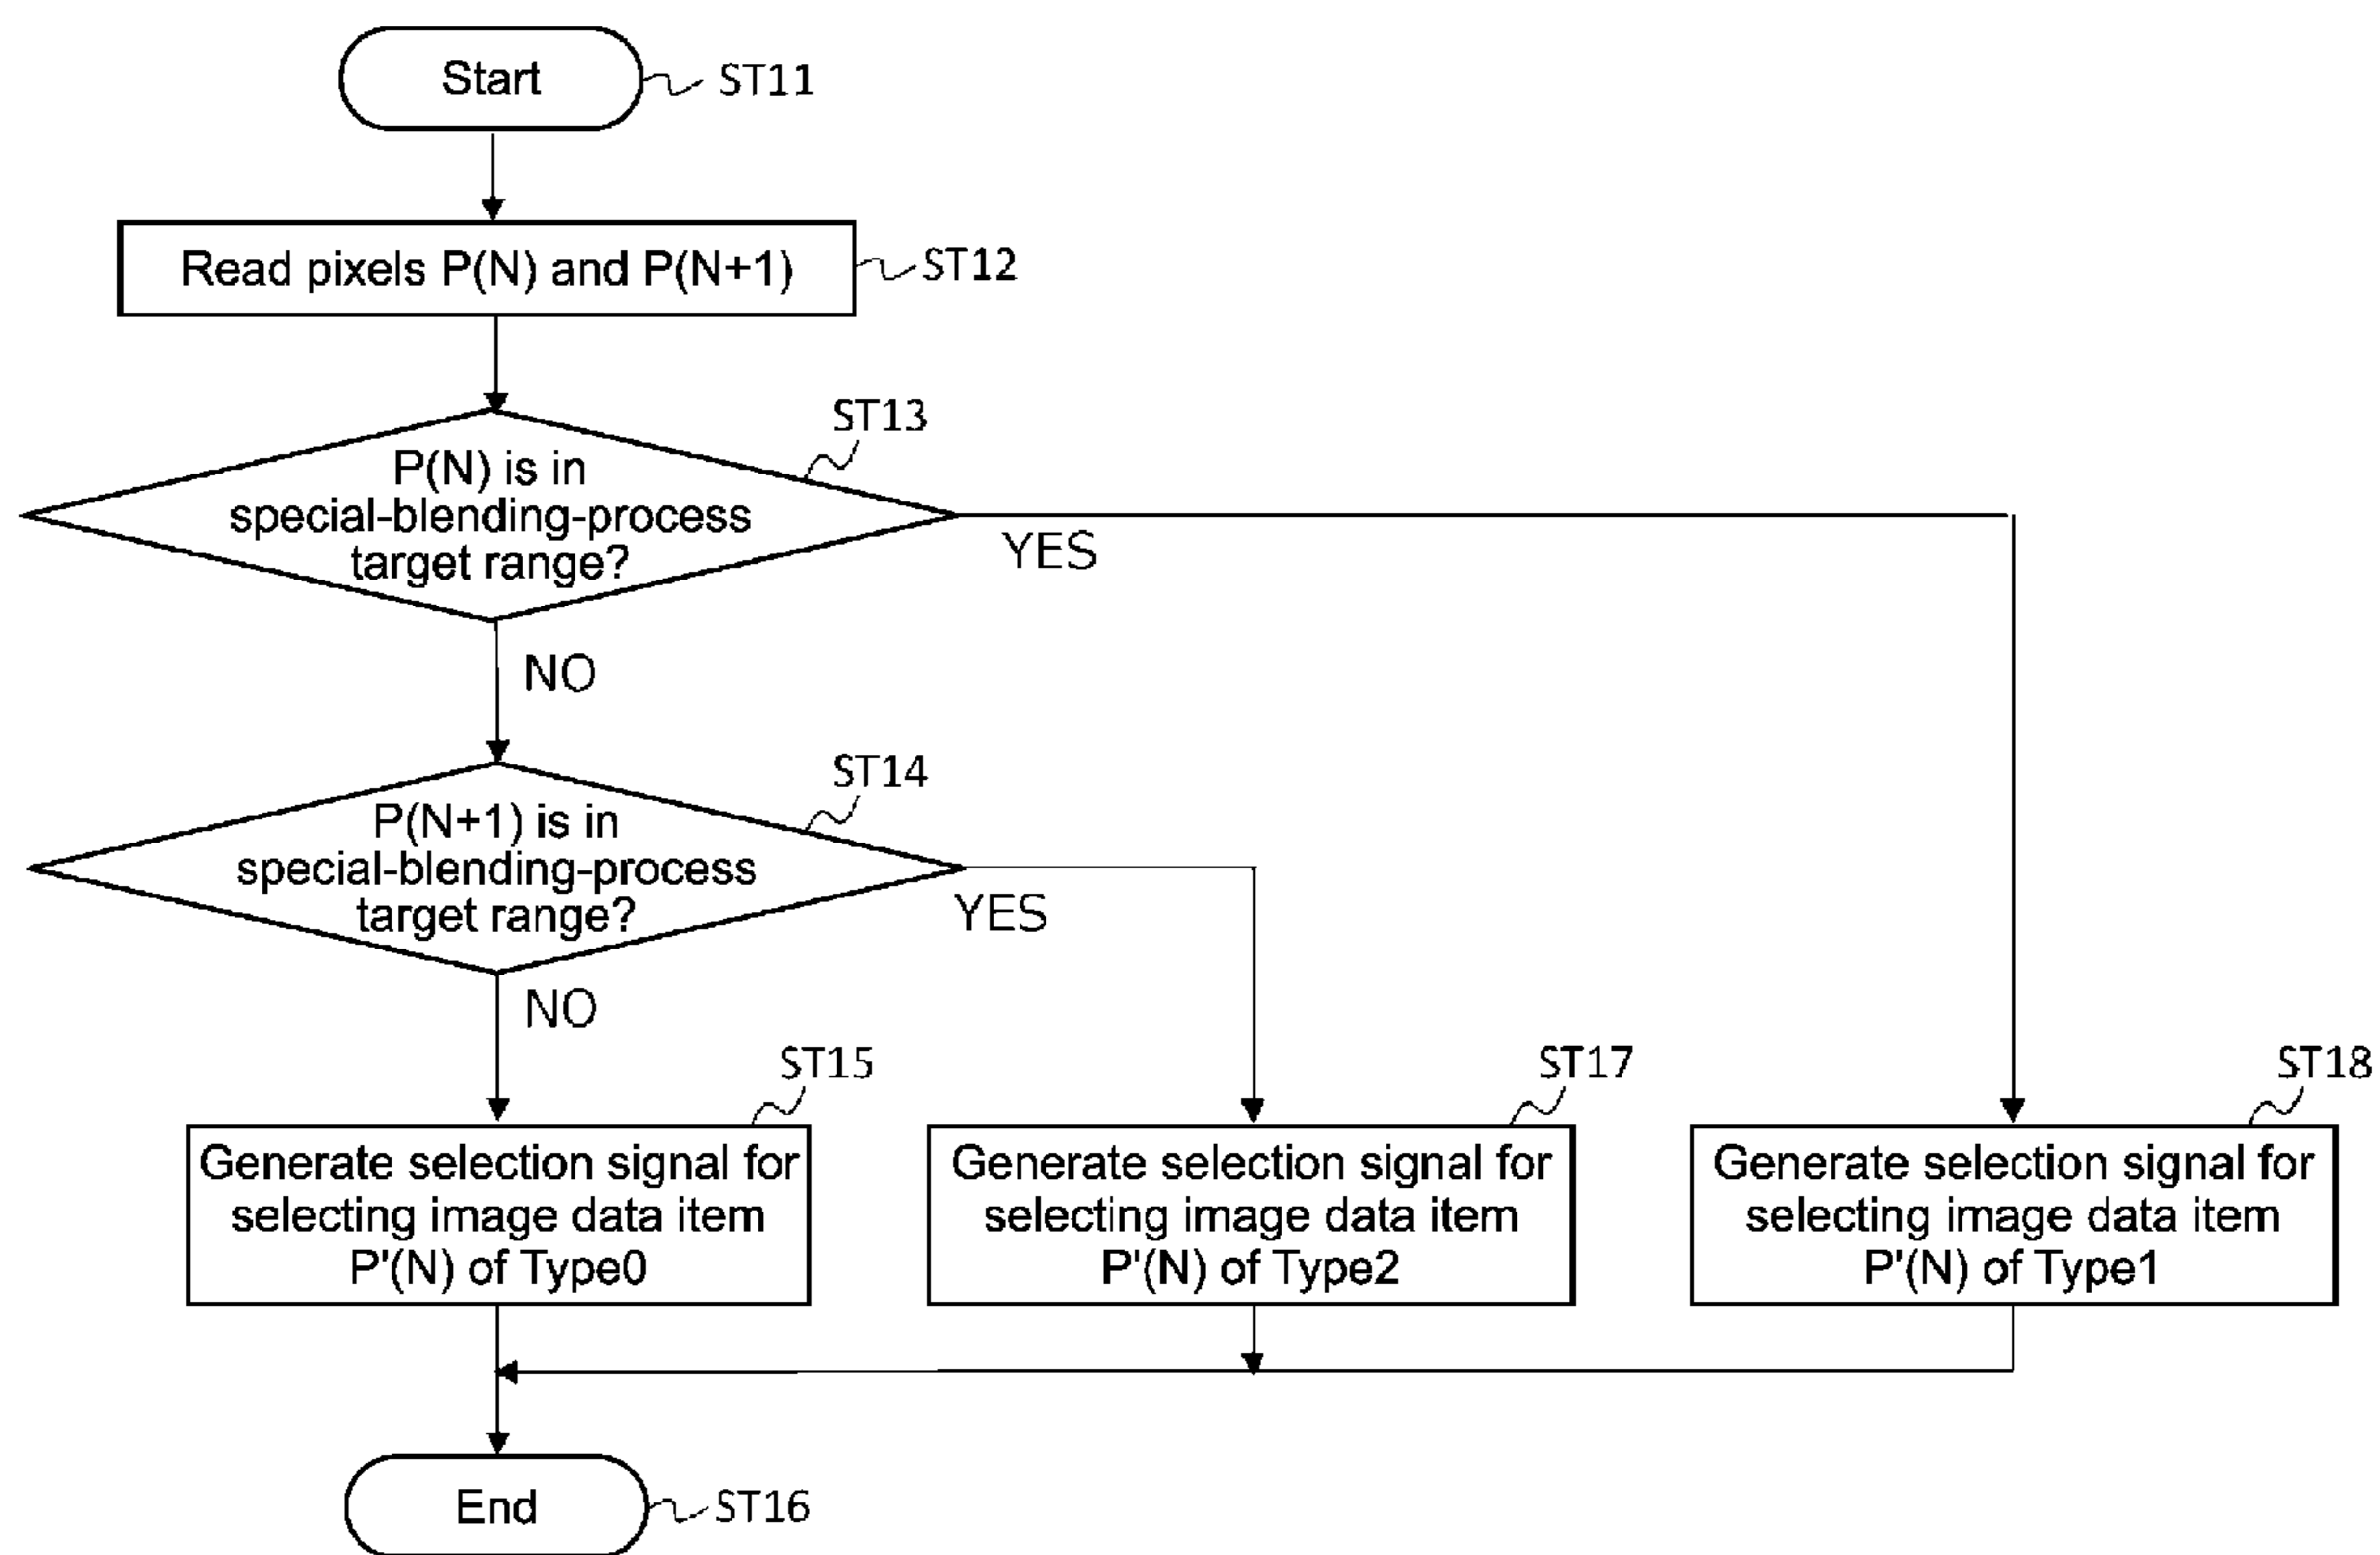 Start
ST11
Read pixels P(N) and P(N+1)
ST12
ST13
P(N) is in
special-blending-process
target range?
YES
NO
ST14
P(N+1) is in
special-blending-process
target range?
YES
NO
ST15
Generate selection signal for
selecting image data item
P'(N) of Type0
ST17
Generate selection signal for
selecting image data item
P'(N) of Type2
ST18
Generate selection signal for
selecting image data item
P'(N) of Type1
End
ST16